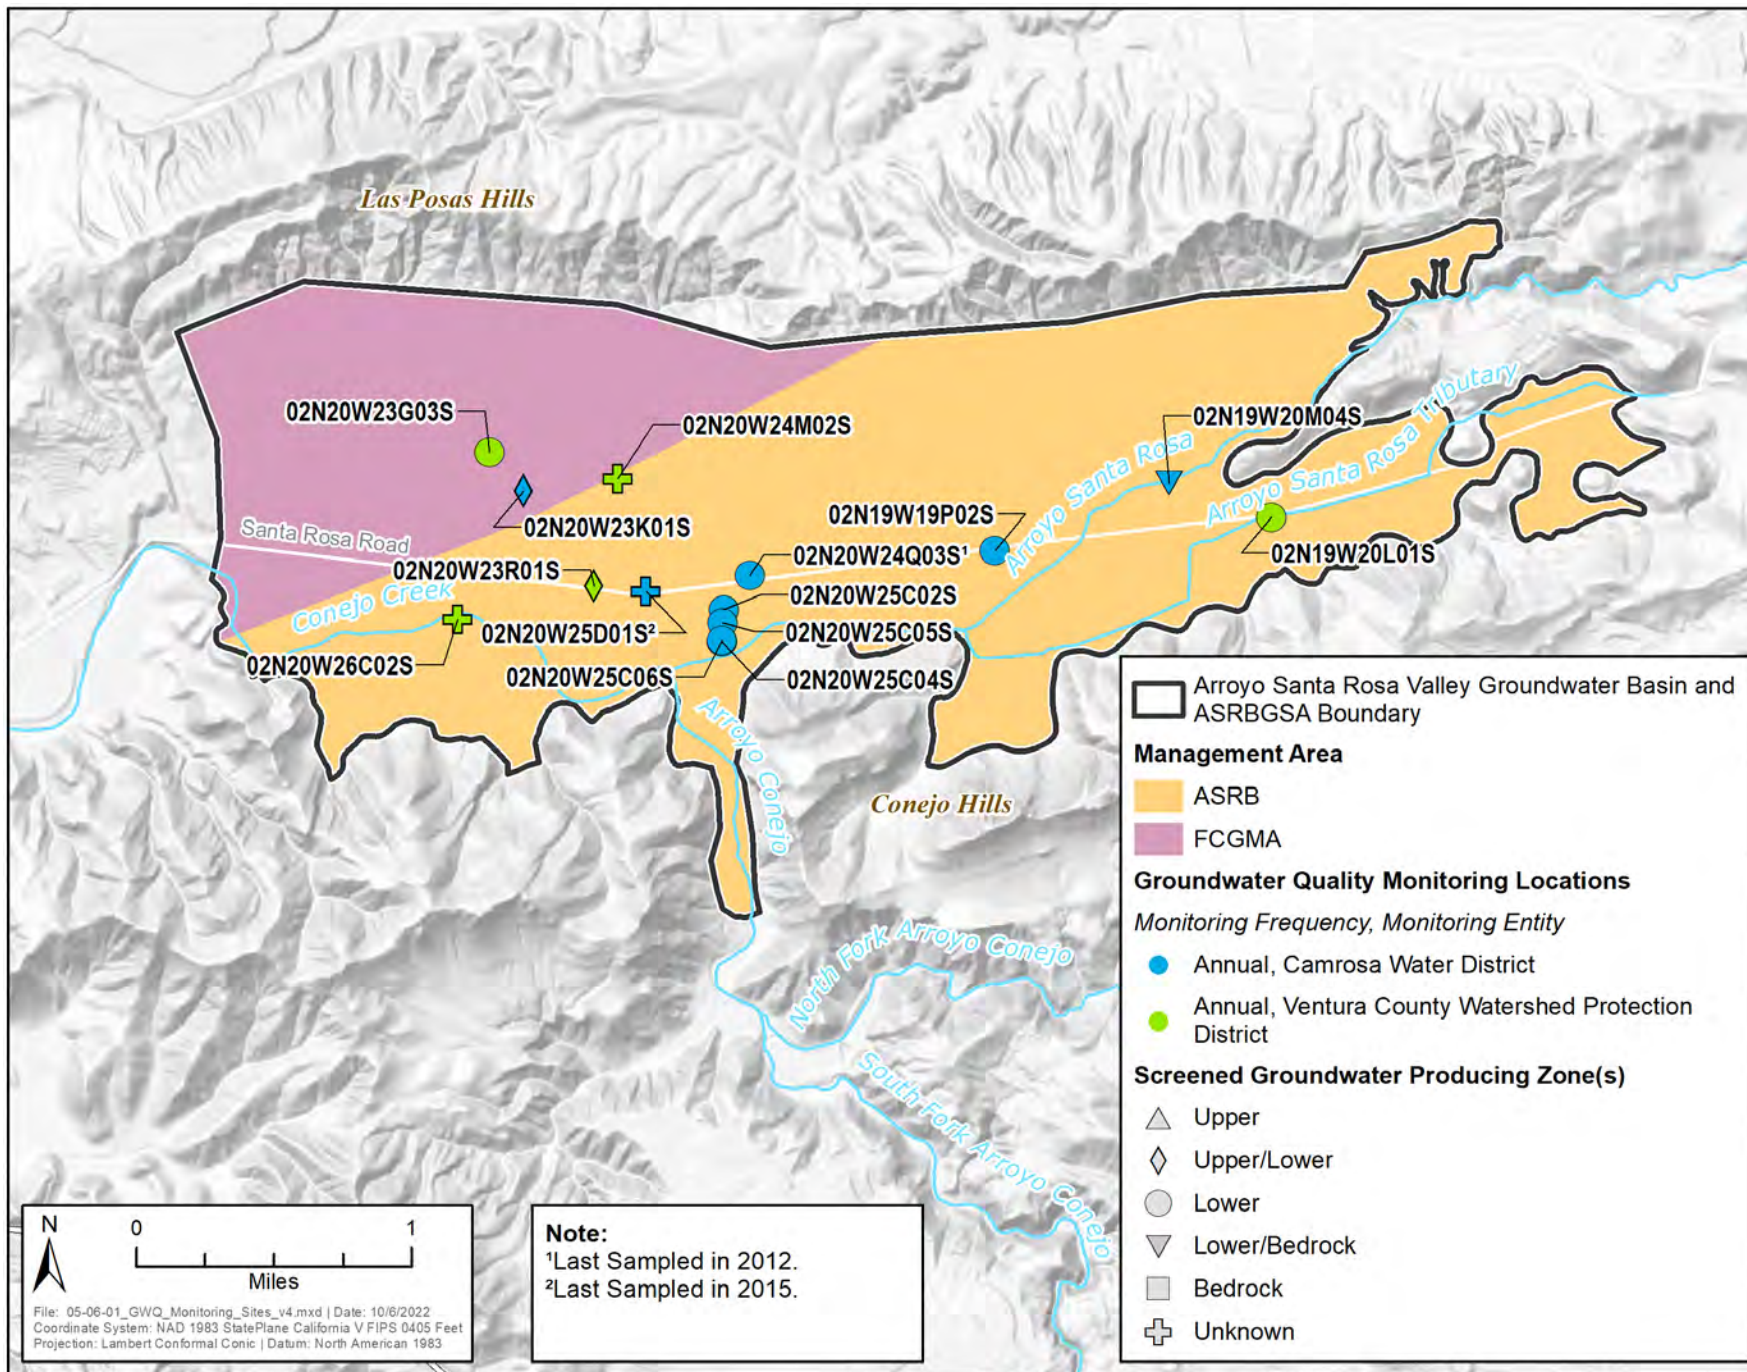 Las Posas Hills
02N20W23G03S
02N20W24M02S
02N19W20M04S
Arroyo Santa Rosa Tributary
Arroyo Santa Rosa
02N20W23K01S
02N19W19P02S
Santa Rosa Road
02N20W24Q03S¹
02N19W20L01S
02N20W23R01S
02N20W25C02S
Conejo Creek
02N20W25D01S²
02N20W25C05S
02N20W26C02S
02N20W25C06S
02N20W25C04S
Arroyo Conejo
Conejo Hills
North Fork Arroyo Conejo
South Fork Arroyo Conejo
Arroyo Santa Rosa Valley Groundwater Basin and
ASRBGSA Boundary
Management Area
ASRB
FCGMA
Groundwater Quality Monitoring Locations
Monitoring Frequency, Monitoring Entity
Annual, Camrosa Water District
Annual, Ventura County Watershed Protection
District
Screened Groundwater Producing Zone(s)
Upper
Upper/Lower
Lower
Lower/Bedrock
Bedrock
Unknown
N
0 1
Miles
File: 05-06-01_GWQ_Monitoring_Sites_v4.mxd | Date: 10/6/2022
Coordinate System: NAD 1983 StatePlane California V FIPS 0405 Feet
Projection: Lambert Conformal Conic | Datum: North American 1983
Note:
¹Last Sampled in 2012.
²Last Sampled in 2015.